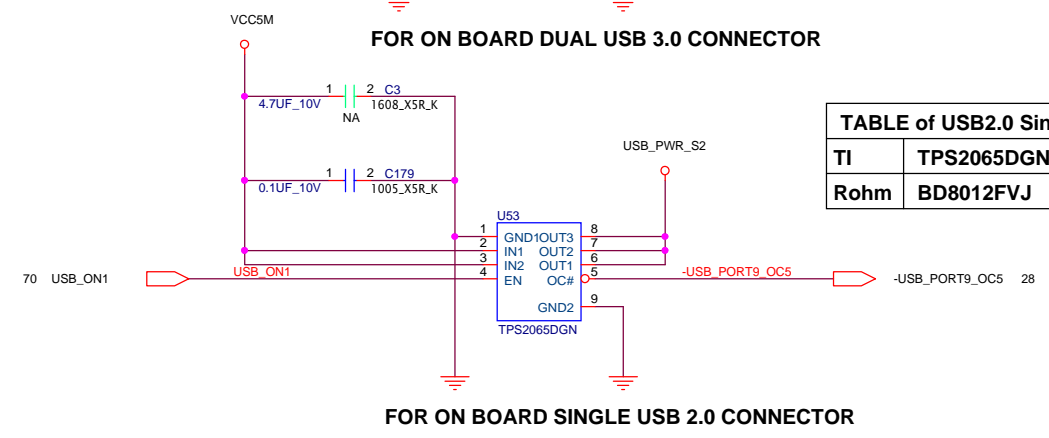 VCC5M
FOR ON BOARD DUAL USB 3.0 CONNECTOR
1 2 C3
4.7UF_10V 1608_X5R_K
NA
TABLE of USB2.0 Sin
USB_PWR_S2
TI TPS2065DGN
1 2 C179
0.1UF_10V 1005_X5R_K
Rohm BD8012FVJ
U53
1 GND1 OUT3 8
2 IN1 OUT2 7
3 IN2 OUT1 6
70 USB_ON1 USB_ON1 4 EN OC# 5 -USB_PORT9_OC5 -USB_PORT9_OC5 28
GND2 9
TPS2065DGN
FOR ON BOARD SINGLE USB 2.0 CONNECTOR